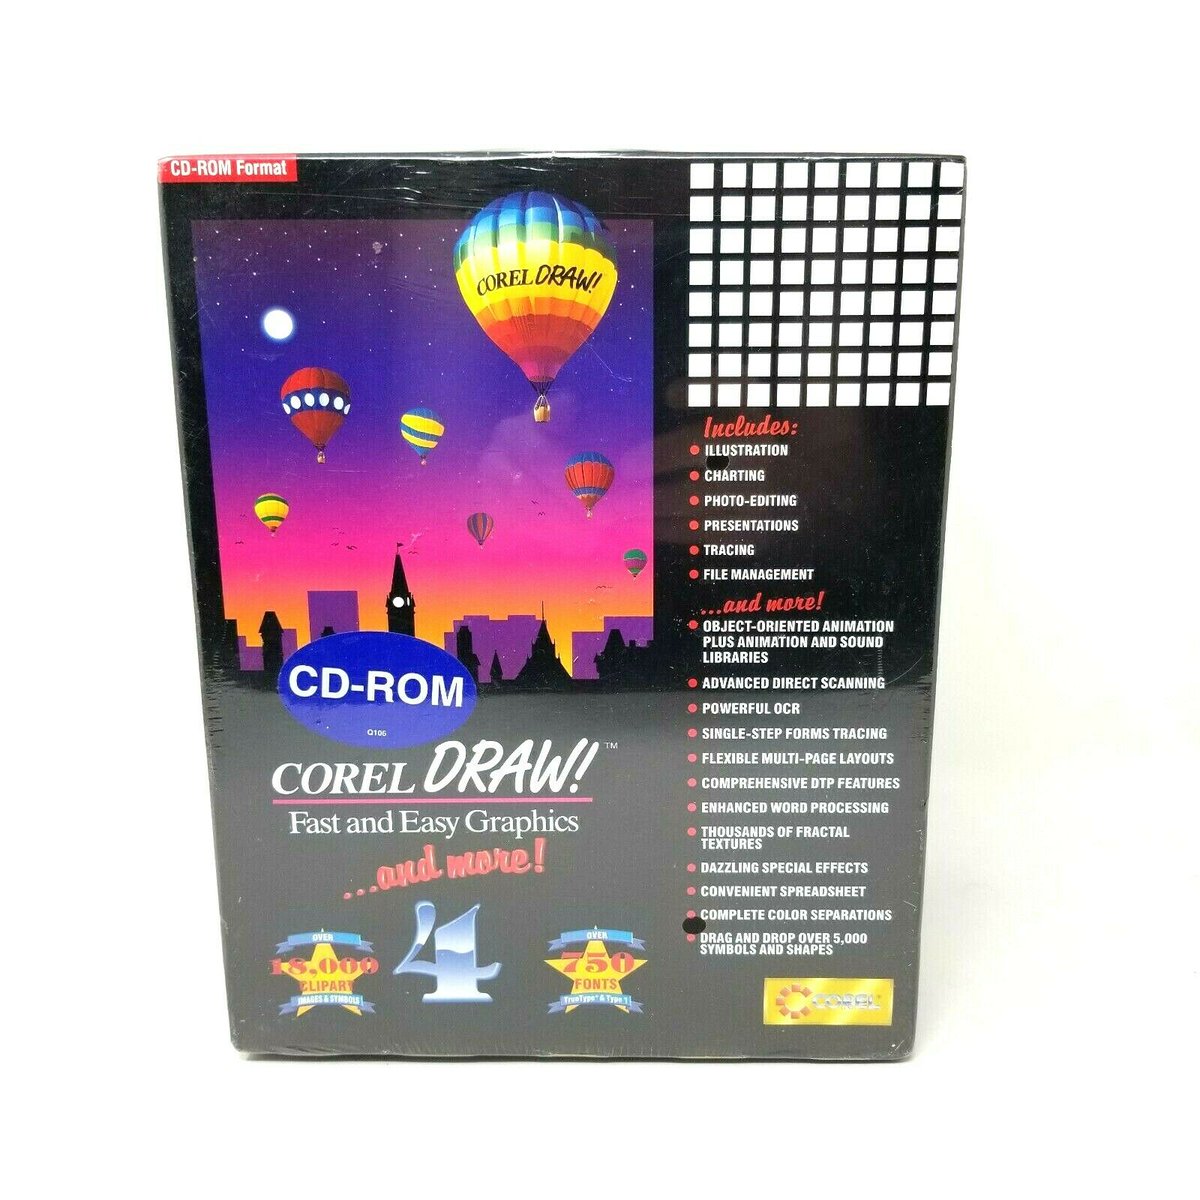 CD-ROM Format
COREL DRAW!
Includes:
ILLUSTRATION
CHARTING
PHOTO-EDITING
PRESENTATIONS
TRACING
FILE MANAGEMENT
...and more!
OBJECT-ORIENTED ANIMATION
PLUS ANIMATION AND SOUND
LIBRARIES
ADVANCED DIRECT SCANNING
POWERFUL OCR
SINGLE-STEP FORMS TRACING
FLEXIBLE MULTI-PAGE LAYOUTS
COMPREHENSIVE DTP FEATURES
ENHANCED WORD PROCESSING
THOUSANDS OF FRACTAL
TEXTURES
DAZZLING SPECIAL EFFECTS
CONVENIENT SPREADSHEET
COMPLETE COLOR SEPARATIONS
DRAG AND DROP OVER 5,000
SYMBOLS AND SHAPES
CD-ROM
Q106
COREL DRAW!™
Fast and Easy Graphics
...and more!
4
OVER
18,000
CLIPART
IMAGES & SYMBOLS
OVER
750
FONTS
TrueType® & Type 1
COREL